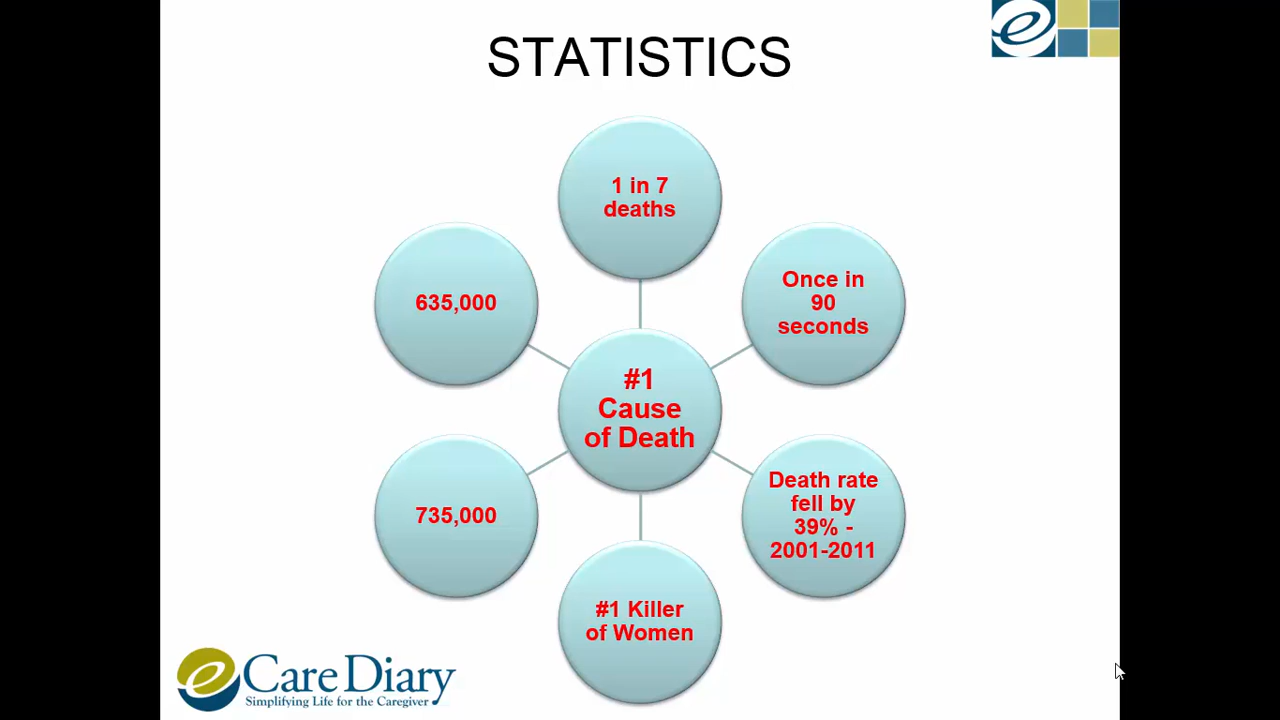 STATISTICS
1 in 7
deaths
Once in
90
seconds
635,000
#1
Cause
of Death
Death rate
fell by
39% -
2001-2011
735,000
#1 Killer
of Women
e
e Care Diary
Simplifying Life for the Caregiver